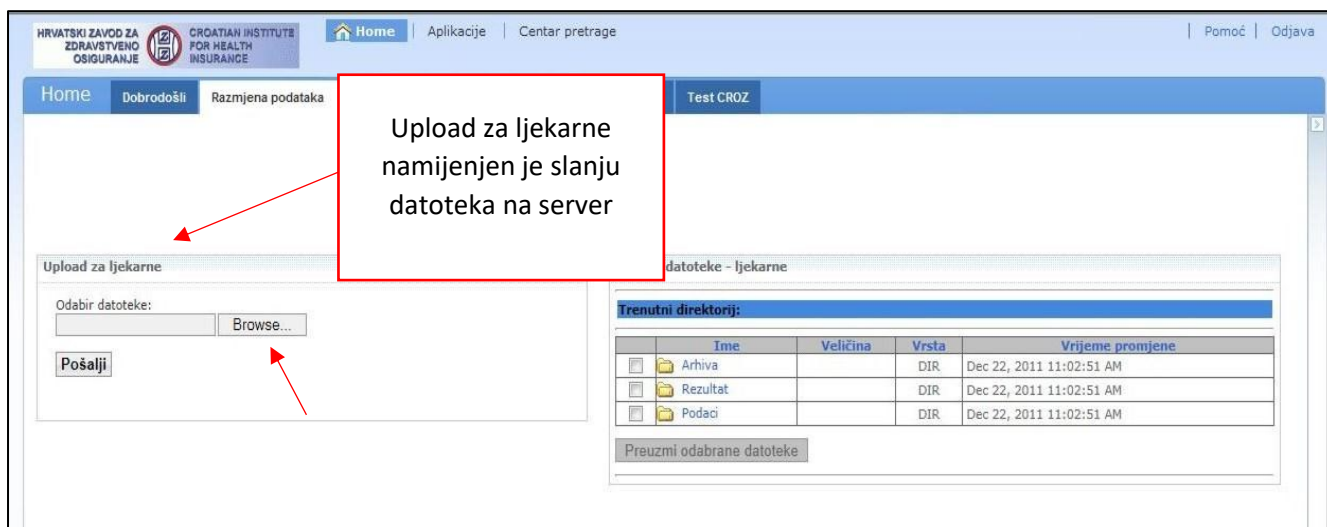 HRVATSKI ZAVOD ZA
ZDRAVSTVENO
OSIGURANJE
CROATIAN INSTITUTE
FOR HEALTH
INSURANCE
Home | Aplikacije | Centar pretrage
| Pomoć | Odjava
Home Dobrodošli Razmjena podataka Test CROZ
Upload za ljekarne
namijenjen je slanju
datoteka na server
Upload za ljekarne
Odabir datoteke:
Browse...
Pošalji
datoteke - ljekarne
Trenutni direktorij:
Ime Veličina Vrsta Vrijeme promjene
Arhiva DIR Dec 22, 2011 11:02:51 AM
Rezultat DIR Dec 22, 2011 11:02:51 AM
Podaci DIR Dec 22, 2011 11:02:51 AM
Preuzmi odabrane datoteke